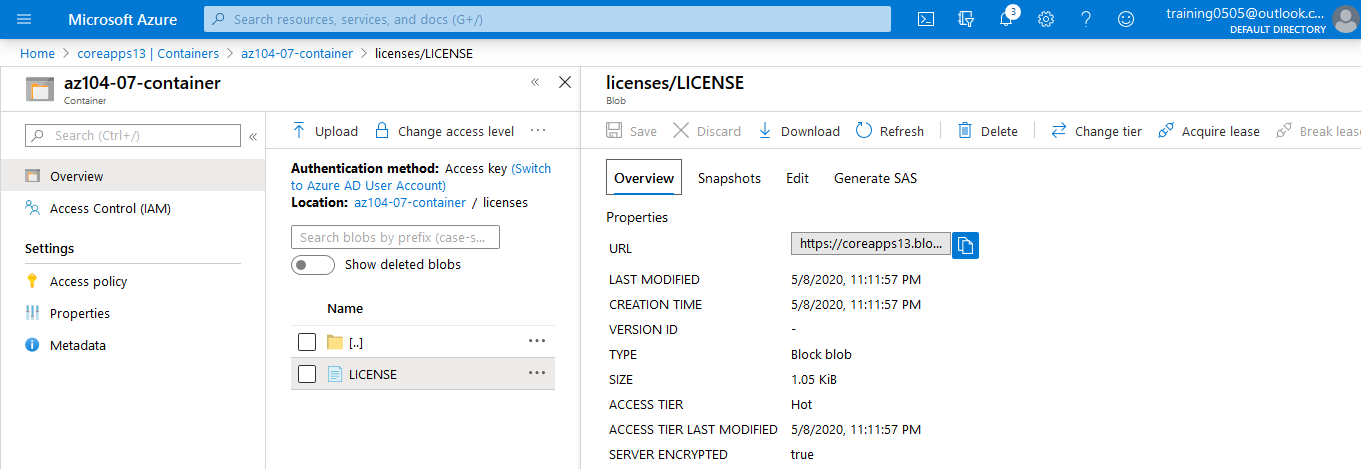 Microsoft Azure
Search resources, services, and docs (G+/)
3
training0505@outlook.c...
DEFAULT DIRECTORY
Home > coreapps13 | Containers > az104-07-container > licenses/LICENSE
az104-07-container
Container
Search (Ctrl+/)
Overview
Access Control (IAM)
Settings
Access policy
Properties
Metadata
Upload Change access level ...
Authentication method: Access key (Switch
to Azure AD User Account)
Location: az104-07-container / licenses
Search blobs by prefix (case-s...
Show deleted blobs
Name
[..]
LICENSE
licenses/LICENSE
Blob
Save Discard Download Refresh Delete Change tier Acquire lease Break lease
Overview Snapshots Edit Generate SAS
Properties
URL https://coreapps13.blo...
LAST MODIFIED 5/8/2020, 11:11:57 PM
CREATION TIME 5/8/2020, 11:11:57 PM
VERSION ID -
TYPE Block blob
SIZE 1.05 KiB
ACCESS TIER Hot
ACCESS TIER LAST MODIFIED 5/8/2020, 11:11:57 PM
SERVER ENCRYPTED true